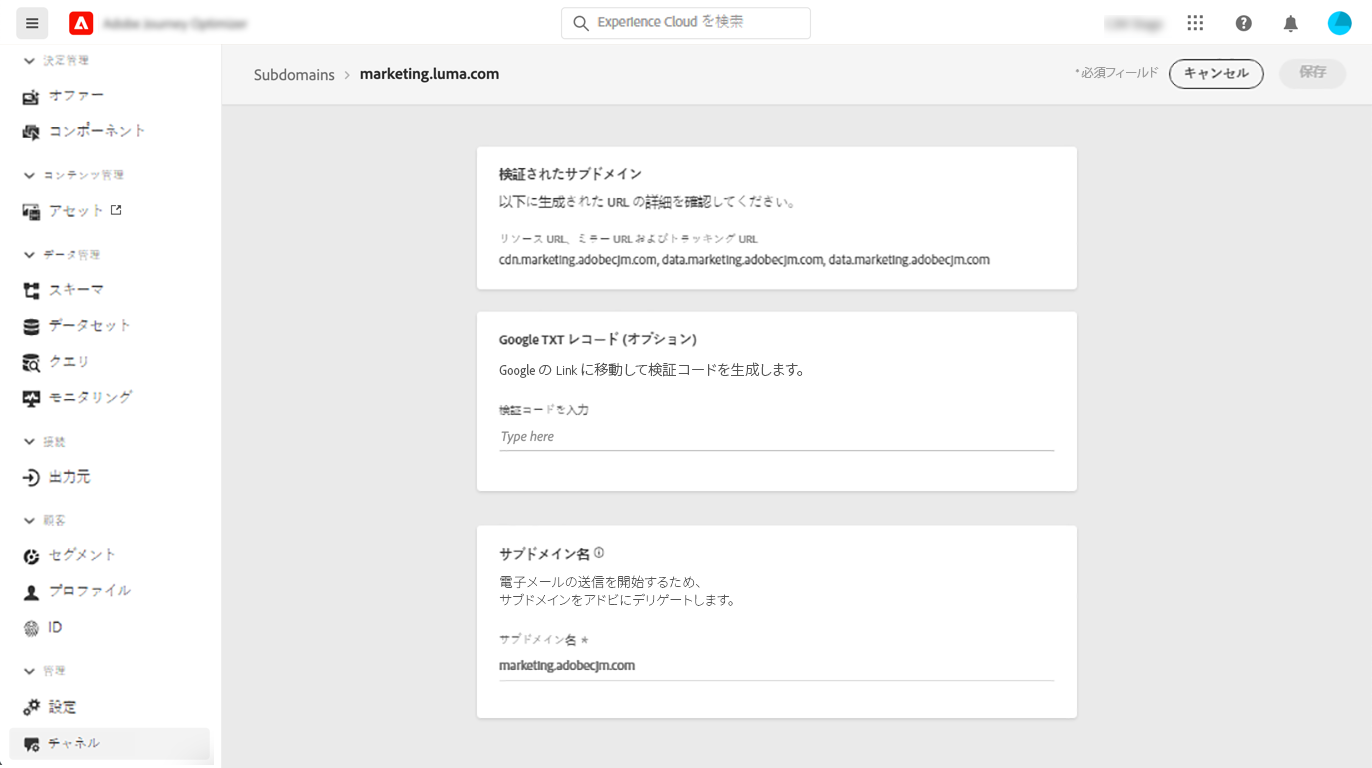 Experience Cloud を検索
決定管理
オファー
コンポーネント
コンテンツ管理
アセット
データ管理
スキーマ
データセット
クエリ
モニタリング
接続
出力元
顧客
セグメント
プロファイル
ID
管理
設定
チャネル
Subdomains > marketing.luma.com
*必須フィールド
キャンセル
保存
検証されたサブドメイン
以下に生成された URL の詳細を確認してください。
リソース URL、ミラー URL およびトラッキング URL
cdn.marketing.adobecjm.com, data.marketing.adobecjm.com, data.marketing.adobecjm.com
Google TXT レコード (オプション)
Google の Link に移動して検証コードを生成します。
検証コードを入力
Type here
サブドメイン名
電子メールの送信を開始するため、
サブドメインをアドビにデリゲートします。
サブドメイン名 *
marketing.adobecjm.com